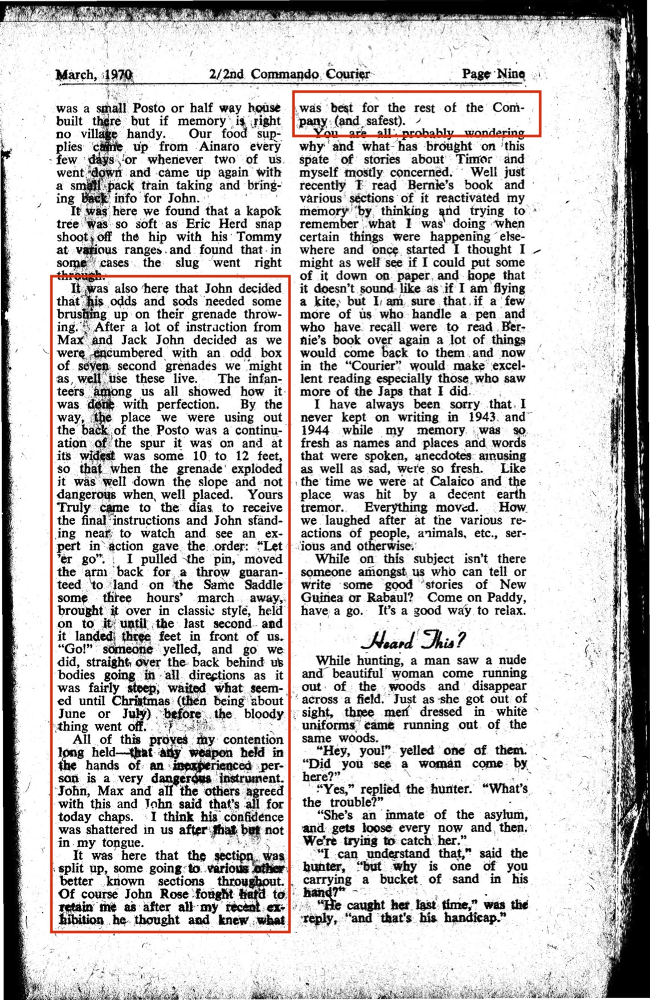 March, 1970
2/2nd Commando Courier
Page Nine
was a small Posto or half way house
built there but if memory is right
no village handy. Our food sup-
plies came up from Ainaro every
few days or whenever two of us
went down and came up again with
a small pack train taking and bring-
ing back info for John.
It was here we found that a kapok
tree was so soft as Eric Herd snap
shoot off the hip with his Tommy
at various ranges and found that in
some cases the slug went right
through.
It was also here that John decided
that his odds and sods needed some
brushing up on their grenade throw-
ing. After a lot of instruction from
Max and Jack John decided as we
were encumbered with an odd box
of seven second grenades we might
as well use these live. The infan-
teers among us all showed how it
was done with perfection. By the
way, the place we were using out
the back of the Posto was a continu-
ation of the spur it was on and at
its widest was some 10 to 12 feet,
so that when the grenade exploded
it was well down the slope and not
dangerous when well placed. Yours
Truly came to the dias to receive
the final instructions and John stand-
ing near to watch and see an ex-
pert in action gave the order: “Let
’er go”. I pulled the pin, moved
the arm back for a throw guaran-
teed to land on the Same Saddle
some three hours’ march away,
brought it over in classic style, held
on to it until the last second and
it landed three feet in front of us.
“Go!” someone yelled, and go we
did, straight over the back behind us
bodies going in all directions as it
was fairly steep, waited what seem-
ed until Christmas (then being about
June or July) before the bloody
thing went off.
All of this proves my contention
long held—that any weapon held in
the hands of an inexperienced per-
son is a very dangerous instrument.
John, Max and all the others agreed
with this and John said that’s all for
today chaps. I think his confidence
was shattered in us after that but not
in my tongue.
It was here that the section was
split up, some going to various other
better known sections throughout.
Of course John Rose fought hard to
retain me as after all my recent ex-
hibition he thought and knew what
was best for the rest of the Com-
pany (and safest).
You are all probably wondering
why and what has brought on this
spate of stories about Timor and
myself mostly concerned. Well just
recently I read Bernie’s book and
various sections of it reactivated my
memory by thinking and trying to
remember what I was doing when
certain things were happening else-
where and once started I thought I
might as well see if I could put some
of it down on paper and hope that
it doesn’t sound like as if I am flying
a kite, but I am sure that if a few
more of us who handle a pen and
who have recall were to read Ber-
nie’s book over again a lot of things
would come back to them and now
in the “Courier” would make excel-
lent reading especially those who saw
more of the Japs that I did.
I have always been sorry that I
never kept on writing in 1943 and
1944 while my memory was so
fresh as names and places and words
that were spoken, anecdotes amusing
as well as sad, were so fresh. Like
the time we were at Calaico and the
place was hit by a decent earth
tremor. Everything moved. How
we laughed after at the various re-
actions of people, animals, etc., ser-
ious and otherwise.
While on this subject isn’t there
someone amongst us who can tell or
write some good stories of New
Guinea or Rabaul? Come on Paddy,
have a go. It’s a good way to relax.
Heard This?
While hunting, a man saw a nude
and beautiful woman come running
out of the woods and disappear
across a field. Just as she got out of
sight, three men dressed in white
uniforms came running out of the
same woods.
“Hey, you!” yelled one of them.
“Did you see a woman come by
here?”
“Yes,” replied the hunter. “What’s
the trouble?”
“She’s an inmate of the asylum,
and gets loose every now and then.
We’re trying to catch her.”
“I can understand that,” said the
hunter, “but why is one of you
carrying a bucket of sand in his
hand?”
“He caught her last time,” was the
reply, “and that’s his handicap.”